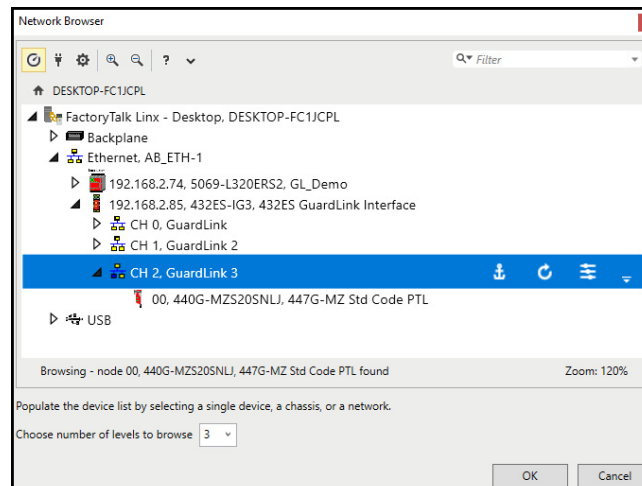 Network Browser
? Filter
DESKTOP-FC1JCPL
FactoryTalk Linx - Desktop, DESKTOP-FC1JCPL
Backplane
Ethernet, AB_ETH-1
192.168.2.74, 5069-L320ERS2, GL_Demo
192.168.2.85, 432ES-IG3, 432ES GuardLink Interface
CH 0, GuardLink
CH 1, GuardLink 2
CH 2, GuardLink 3
00, 440G-MZS20SNLJ, 447G-MZ Std Code PTL
USB
Browsing - node 00, 440G-MZS20SNLJ, 447G-MZ Std Code PTL found Zoom: 120%
Populate the device list by selecting a single device, a chassis, or a network.
Choose number of levels to browse 3
OK Cancel